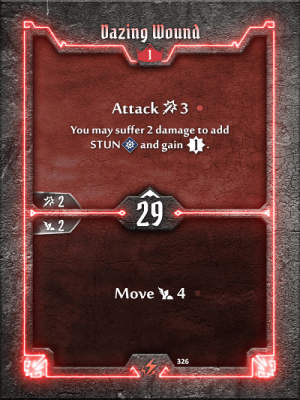 Dazing Wound
1
Attack 3
You may suffer 2 damage to add
STUN and gain 1.
2
29
2
Move 4
326